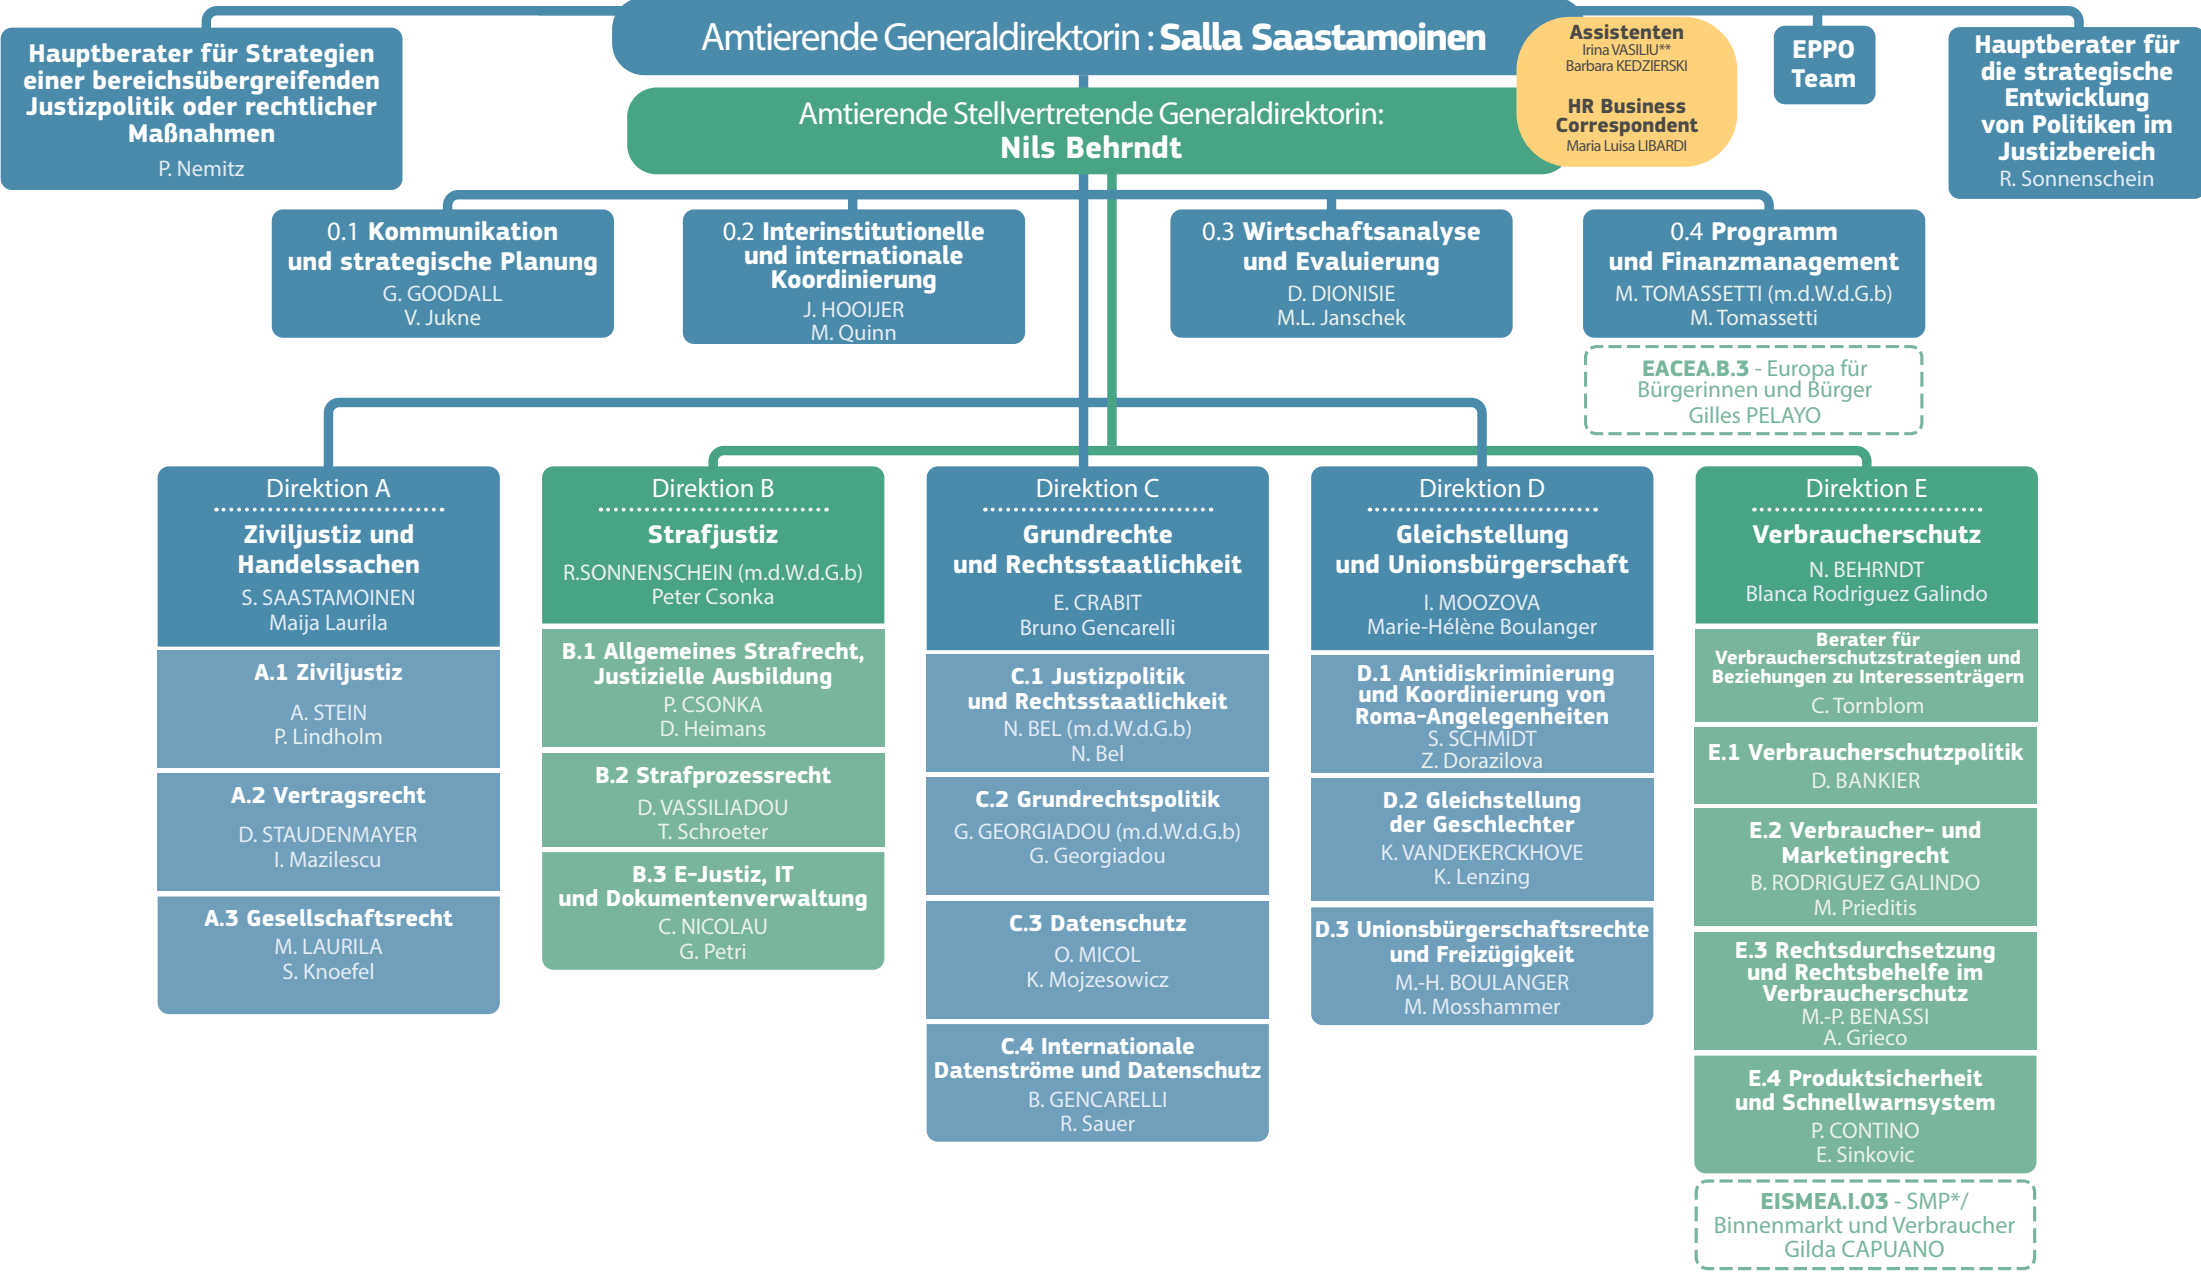 Amtierende Generaldirektorin : Salla Saastamoinen
Amtierende Stellvertretende Generaldirektorin:
Nils Behrndt
Assistenten
Irina VASILIU**
Barbara KEDZIERSKI
HR Business
Correspondent
Maria Luisa LIBARDI
Hauptberater für Strategien
einer bereichsübergreifenden
Justizpolitik oder rechtlicher
Maßnahmen
P. Nemitz
EPPO
Team
Hauptberater für
die strategische
Entwicklung
von Politiken im
Justizbereich
R. Sonnenschein
0.1 Kommunikation
und strategische Planung
G. GOODALL
V. Jukne
0.2 Interinstitutionelle
und internationale
Koordinierung
J. HOOIJER
M. Quinn
0.3 Wirtschaftsanalyse
und Evaluierung
D. DIONISIE
M.L. Janschek
0.4 Programm
und Finanzmanagement
M. TOMASSETTI (m.d.W.d.G.b)
M. Tomassetti
EACEA.B.3 - Europa für
Bürgerinnen und Bürger
Gilles PELAYO
Direktion A
Ziviljustiz und
Handelssachen
S. SAASTAMOINEN
Maija Laurila
A.1 Ziviljustiz
A. STEIN
P. Lindholm
A.2 Vertragsrecht
D. STAUDENMAYER
I. Mazilescu
A.3 Gesellschaftsrecht
M. LAURILA
S. Knoefel
Direktion B
Strafjustiz
R.SONNENSCHEIN (m.d.W.d.G.b)
Peter Csonka
B.1 Allgemeines Strafrecht,
Justizielle Ausbildung
P. CSONKA
D. Heimans
B.2 Strafprozessrecht
D. VASSILIADOU
T. Schroeter
B.3 E-Justiz, IT
und Dokumentenverwaltung
C. NICOLAU
G. Petri
Direktion C
Grundrechte
und Rechtsstaatlichkeit
E. CRABIT
Bruno Gencarelli
C.1 Justizpolitik
und Rechtsstaatlichkeit
N. BEL (m.d.W.d.G.b)
N. Bel
C.2 Grundrechtspolitik
G. GEORGIADOU (m.d.W.d.G.b)
G. Georgiadou
C.3 Datenschutz
O. MICOL
K. Mojzesowicz
C.4 Internationale
Datenströme und Datenschutz
B. GENCARELLI
R. Sauer
Direktion D
Gleichstellung
und Unionsbürgerschaft
I. MOOZOVA
Marie-Hélène Boulanger
D.1 Antidiskriminierung
und Koordinierung von
Roma-Angelegenheiten
S. SCHMIDT
Z. Dorazilova
D.2 Gleichstellung
der Geschlechter
K. VANDEKERCKHOVE
K. Lenzing
D.3 Unionsbürgerschaftsrechte
und Freizügigkeit
M.-H. BOULANGER
M. Mosshammer
Direktion E
Verbraucherschutz
N. BEHRNDT
Blanca Rodriguez Galindo
Berater für
Verbraucherschutzstrategien und
Beziehungen zu Interessenträgern
C. Tornblom
E.1 Verbraucherschutzpolitik
D. BANKIER
E.2 Verbraucher- und
Marketingrecht
B. RODRIGUEZ GALINDO
M. Prieditis
E.3 Rechtsdurchsetzung
und Rechtsbehelfe im
Verbraucherschutz
M.-P. BENASSI
A. Grieco
E.4 Produktsicherheit
und Schnellwarnsystem
P. CONTINO
E. Sinkovic
EISMEA.I.03 - SMP*/
Binnenmarkt und Verbraucher
Gilda CAPUANO